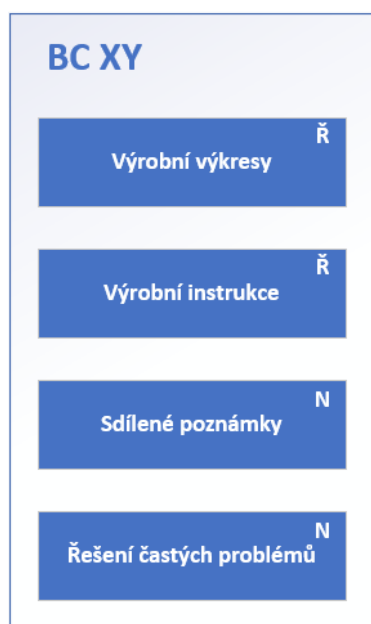 BC XY
Ř
Výrobní výkresy
Ř
Výrobní instrukce
N
Sdílené poznámky
N
Řešení častých problémů